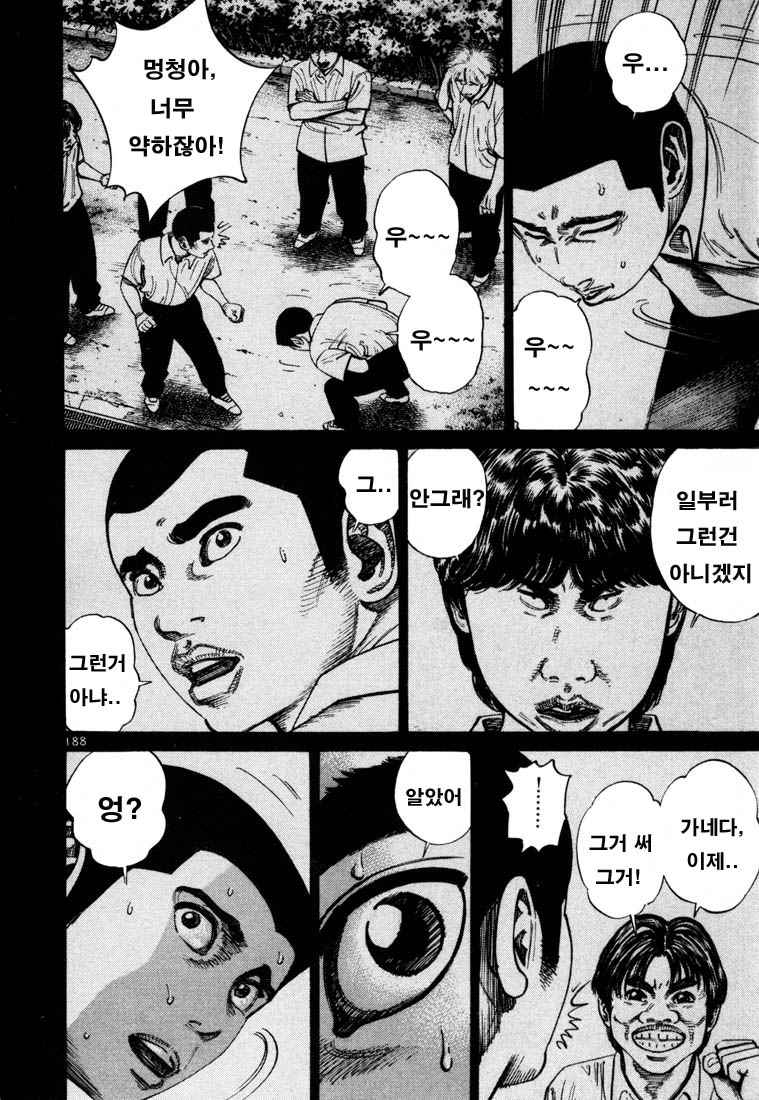 우...
우~~
~~~
우~~~
우~~~
멍청아,
너무
약하잖아!
일부러
그런건
아니겠지
안그래?
그..
그런거
아냐..
188
가네다,
이제..
그거 써
그거!
!.....
알았어
엉?